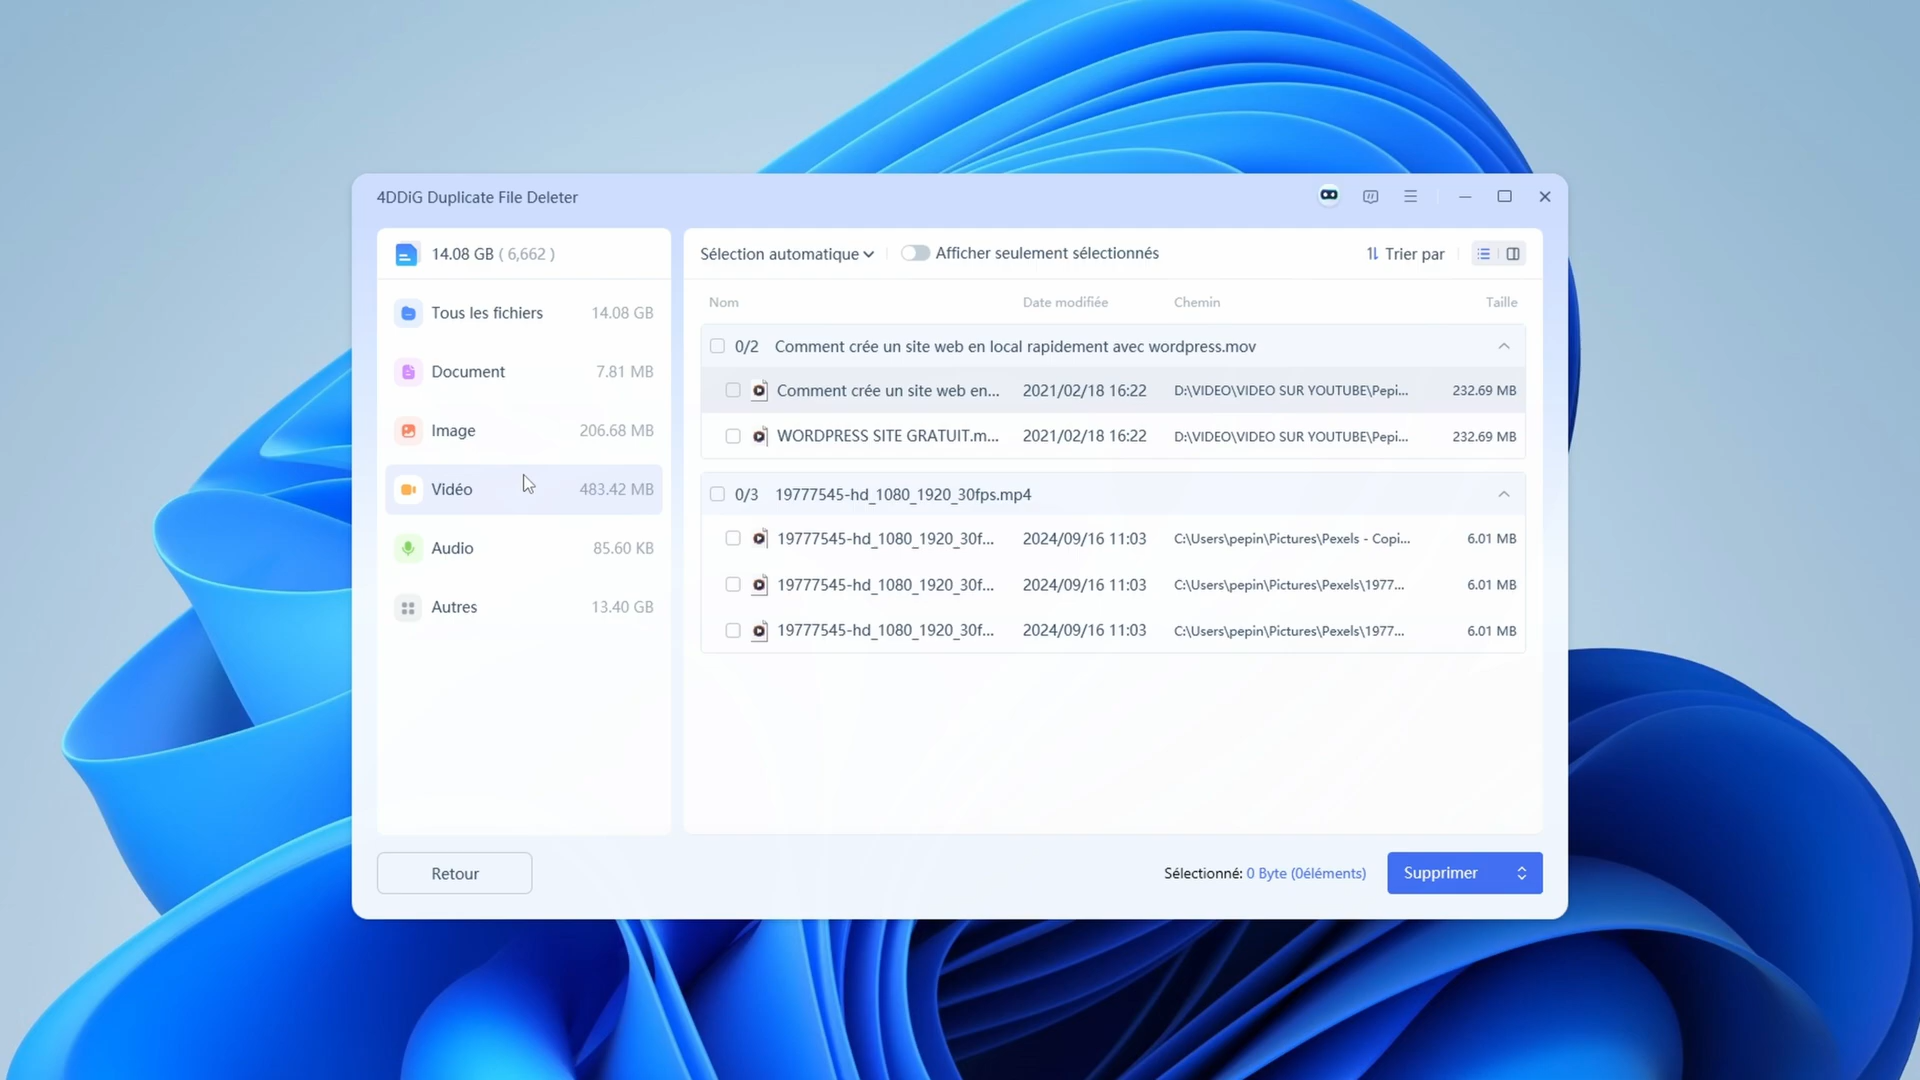 4DDiG Duplicate File Deleter
14.08 GB ( 6,662 )
Tous les fichiers 14.08 GB
Document 7.81 MB
Image 206.68 MB
Vidéo 483.42 MB
Audio 85.60 KB
Autres 13.40 GB
Sélection automatique Afficher seulement sélectionnés Trier par
Nom Date modifiée Chemin Taille
0/2 Comment crée un site web en local rapidement avec wordpress.mov
Comment crée un site web en... 2021/02/18 16:22 D:\VIDEO\VIDEO SUR YOUTUBE\Pepi... 232.69 MB
WORDPRESS SITE GRATUIT.m... 2021/02/18 16:22 D:\VIDEO\VIDEO SUR YOUTUBE\Pepi... 232.69 MB
0/3 19777545-hd_1080_1920_30fps.mp4
19777545-hd_1080_1920_30f... 2024/09/16 11:03 C:\Users\pepin\Pictures\Pexels - Copi... 6.01 MB
19777545-hd_1080_1920_30f... 2024/09/16 11:03 C:\Users\pepin\Pictures\Pexels\1977... 6.01 MB
19777545-hd_1080_1920_30f... 2024/09/16 11:03 C:\Users\pepin\Pictures\Pexels\1977... 6.01 MB
Retour
Sélectionné: 0 Byte (0éléments)
Supprimer